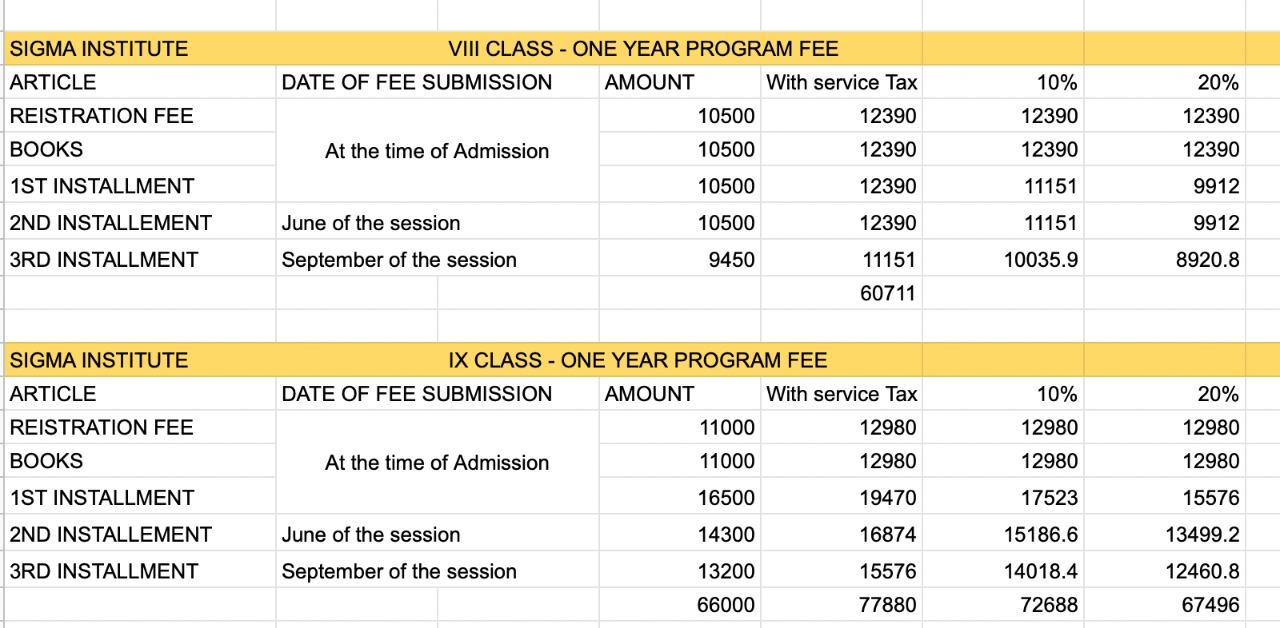 SIGMA INSTITUTE VIII CLASS - ONE YEAR PROGRAM FEE
ARTICLE DATE OF FEE SUBMISSION AMOUNT With service Tax 10% 20%
REISTRATION FEE 10500 12390 12390 12390
BOOKS At the time of Admission 10500 12390 12390 12390
1ST INSTALLMENT 10500 12390 11151 9912
2ND INSTALLEMENT June of the session 10500 12390 11151 9912
3RD INSTALLMENT September of the session 9450 11151 10035.9 8920.8
60711
SIGMA INSTITUTE IX CLASS - ONE YEAR PROGRAM FEE
ARTICLE DATE OF FEE SUBMISSION AMOUNT With service Tax 10% 20%
REISTRATION FEE 11000 12980 12980 12980
BOOKS At the time of Admission 11000 12980 12980 12980
1ST INSTALLMENT 16500 19470 17523 15576
2ND INSTALLEMENT June of the session 14300 16874 15186.6 13499.2
3RD INSTALLMENT September of the session 13200 15576 14018.4 12460.8
66000 77880 72688 67496